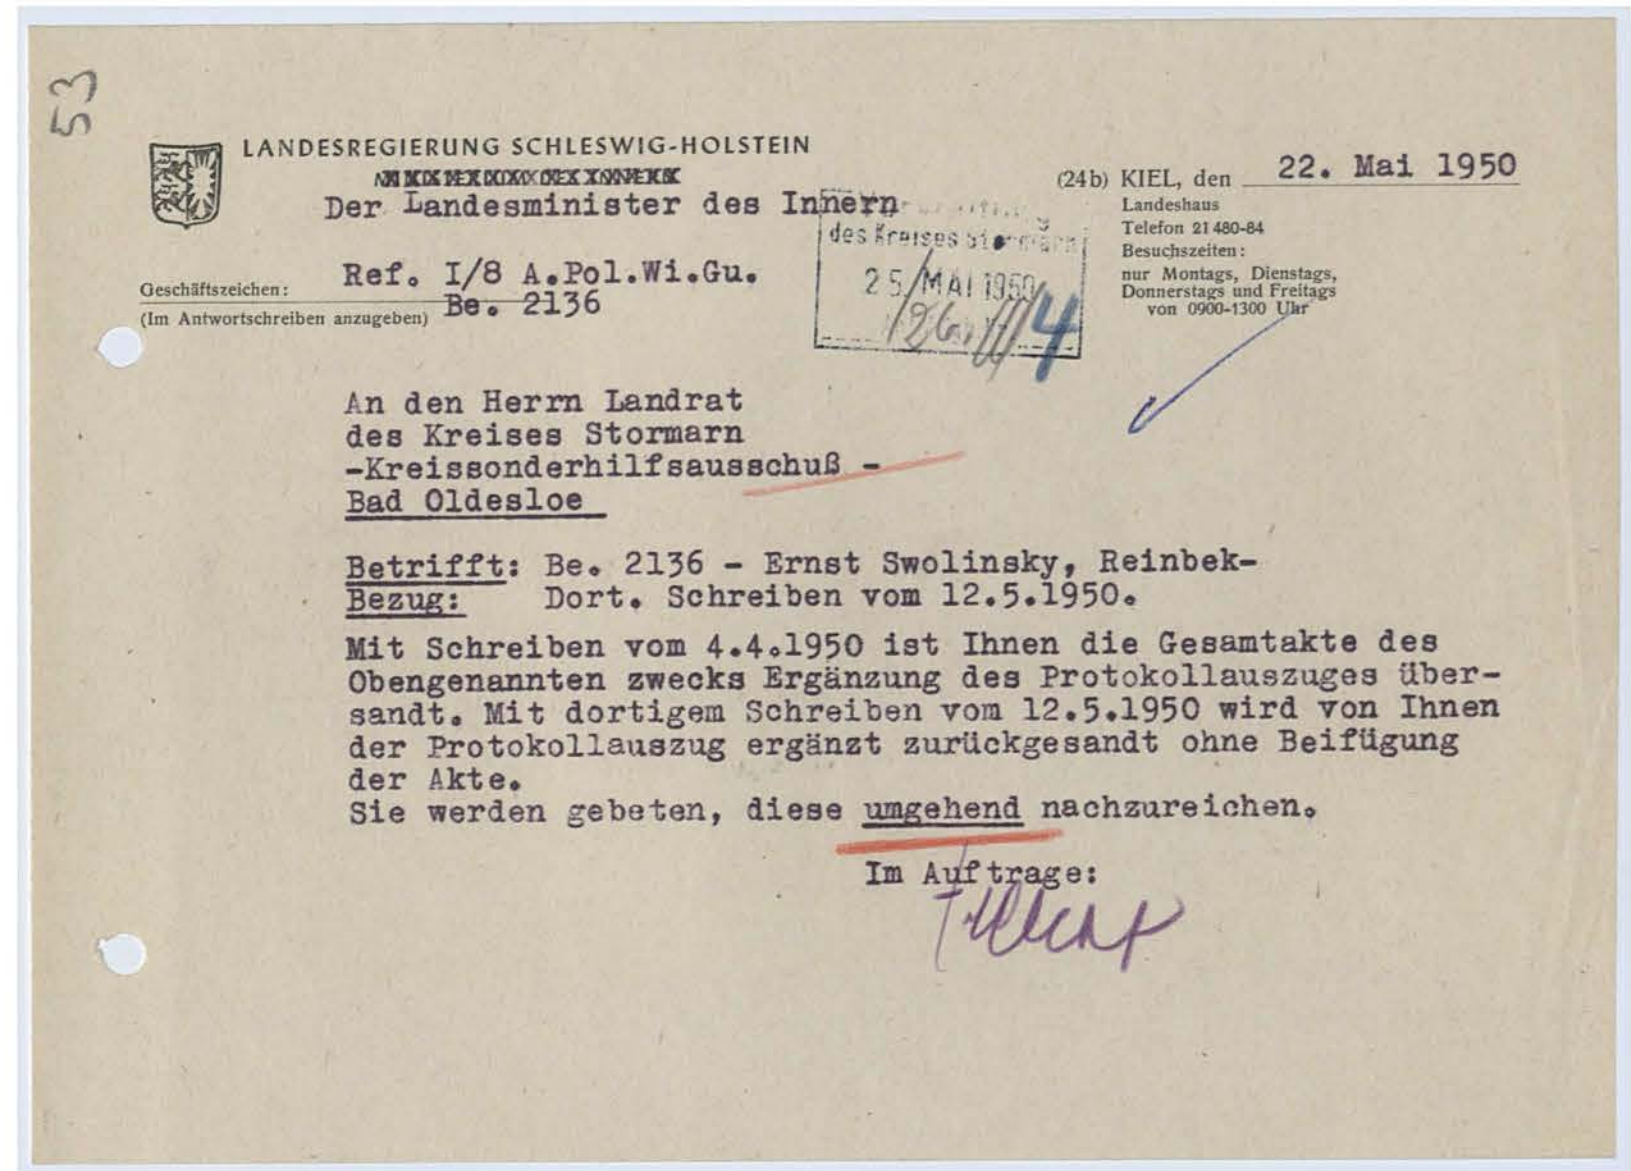 53
LANDESREGIERUNG SCHLESWIG-HOLSTEIN
Der Landesminister des Innern
(24b) KIEL, den 22. Mai 1950
Landeshaus
Telefon 21 480-84
Besuchszeiten:
nur Montags, Dienstags,
Donnerstags und Freitags
von 0900-1300 Uhr
des Kreises Stormarn
25. MAI 1950
4
Geschäftszeichen: Ref. I/8 A.Pol.Wi.Gu.
(Im Antwortschreiben anzugeben) Be. 2136
An den Herrn Landrat
des Kreises Stormarn
-Kreissonderhilfsausschuß -
Bad Oldesloe
Betrifft: Be. 2136 - Ernst Swolinsky, Reinbek-
Bezug: Dort. Schreiben vom 12.5.1950.
Mit Schreiben vom 4.4.1950 ist Ihnen die Gesamtakte des
Obengenannten zwecks Ergänzung des Protokollauszuges über-
sandt. Mit dortigem Schreiben vom 12.5.1950 wird von Ihnen
der Protokollauszug ergänzt zurückgesandt ohne Beifügung
der Akte.
Sie werden gebeten, diese umgehend nachzureichen.
Im Auftrage: